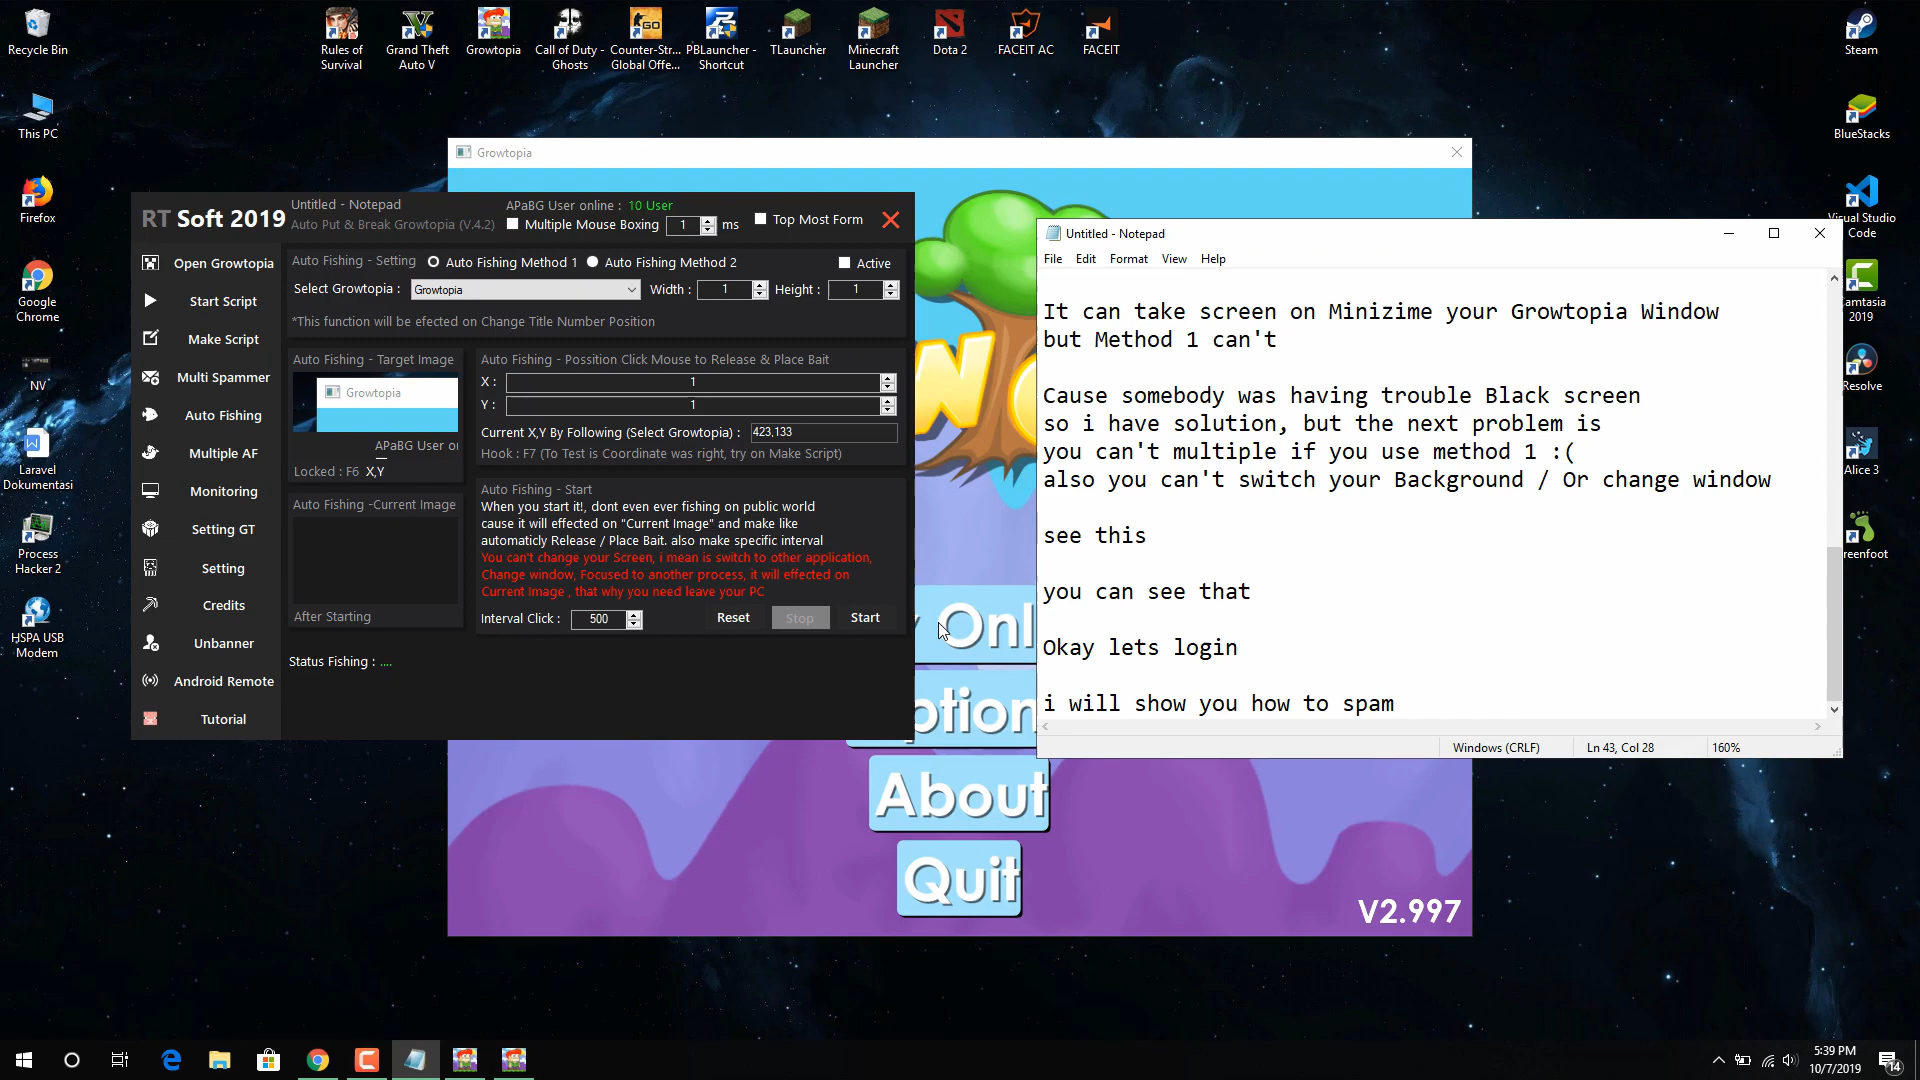 Recycle Bin
This PC
Firefox
Google
Chrome
NV
Laravel
Dokumentasi
Process
Hacker 2
HSPA USB
Modem
Rules of
Survival
Grand Theft
Auto V
Growtopia
Call of Duty -
Ghosts
Counter-Str...
Global Offe...
PBLauncher -
Shortcut
TLauncher
Minecraft
Launcher
Dota 2
FACEIT AC
FACEIT
Steam
BlueStacks
Visual Studio
Code
Camtasia
2019
Resolve
Alice 3
reenfoot
Growtopia
About
Quit
V2.997
RT Soft 2019
Untitled - Notepad
Auto Put & Break Growtopia (V.4.2)
APaBG User online : 10 User
Multiple Mouse Boxing 1 ms
Top Most Form
Open Growtopia
Start Script
Make Script
Multi Spammer
Auto Fishing
Multiple AF
Monitoring
Setting GT
Setting
Credits
Unbanner
Android Remote
Tutorial
Auto Fishing - Setting
Auto Fishing Method 1
Auto Fishing Method 2
Active
Select Growtopia : Growtopia
Width : 1
Height : 1
*This function will be efected on Change Title Number Position
Auto Fishing - Target Image
Growtopia
APaBG User or
Locked : F6 X,Y
Auto Fishing -Current Image
After Starting
Auto Fishing - Possition Click Mouse to Release & Place Bait
X : 1
Y : 1
Current X,Y By Following (Select Growtopia) : 423,133
Hook : F7 (To Test is Coordinate was right, try on Make Script)
Auto Fishing - Start
When you start it!, dont even ever fishing on public world
cause it will effected on "Current Image" and make like
automaticly Release / Place Bait. also make specific interval
You can't change your Screen, i mean is switch to other application,
Change window, Focused to another process, it will effected on
Current Image , that why you need leave your PC
Interval Click : 500
Reset
Stop
Start
Status Fishing : ....
Untitled - Notepad
File Edit Format View Help
It can take screen on Minizime your Growtopia Window
but Method 1 can't
Cause somebody was having trouble Black screen
so i have solution, but the next problem is
you can't multiple if you use method 1 :(
also you can't switch your Background / Or change window
see this
you can see that
Okay lets login
i will show you how to spam
Windows (CRLF) Ln 43, Col 28 160%
5:39 PM
10/7/2019
14